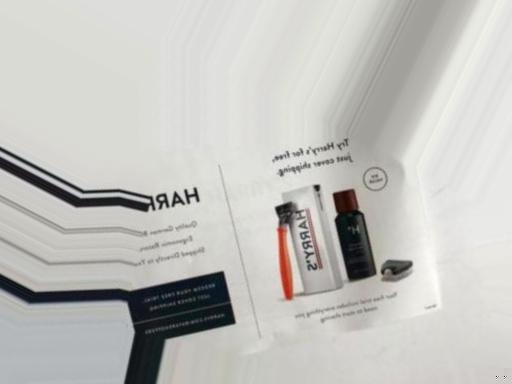 Try Harry's for free,
just cover shipping.
HARRY'S
Your free trial includes everything you
need to start shaving
HARR
Quality German
Ergonomic Razors.
Shipped Directly to
REDEEM YOUR FREE TRIAL,
JUST COVER SHIPPING